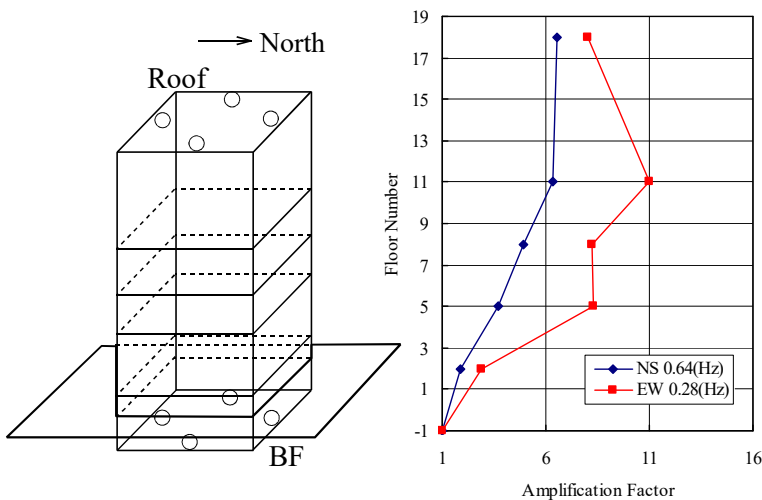 North
Roof
BF
19
17
15
13
11
9
7
5
3
1
-1
Floor Number
NS 0.64(Hz)
EW 0.28(Hz)
1
6
11
16
Amplification Factor